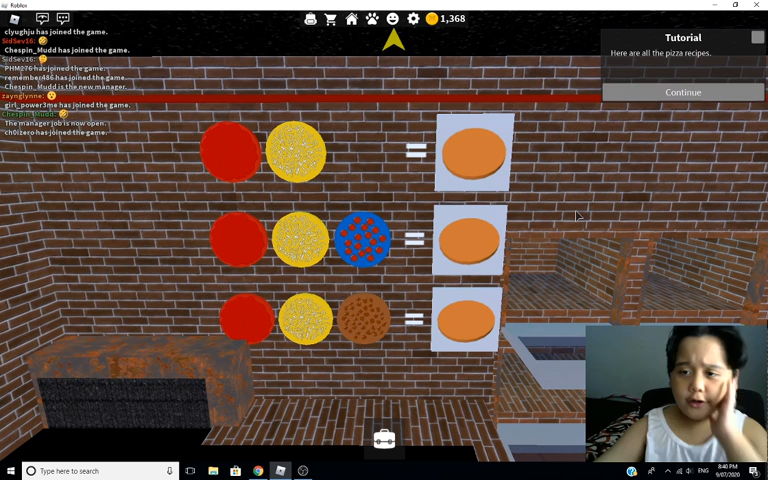 Roblox
1,368
clyughju has joined the game.
SidSev16:
Chespin_Mudd has joined the game.
SidSev16:
PHM276 has joined the game.
remember486 has joined the game.
Chespin_Mudd is the new manager.
zaynglynn:
girl_power3me has joined the game.
Chespin_Mudd:
The manager job is now open.
ch0izero has joined the game.
Tutorial
Here are all the pizza recipes.
Continue
Type here to search
ENG
8:40 PM
9/07/2020